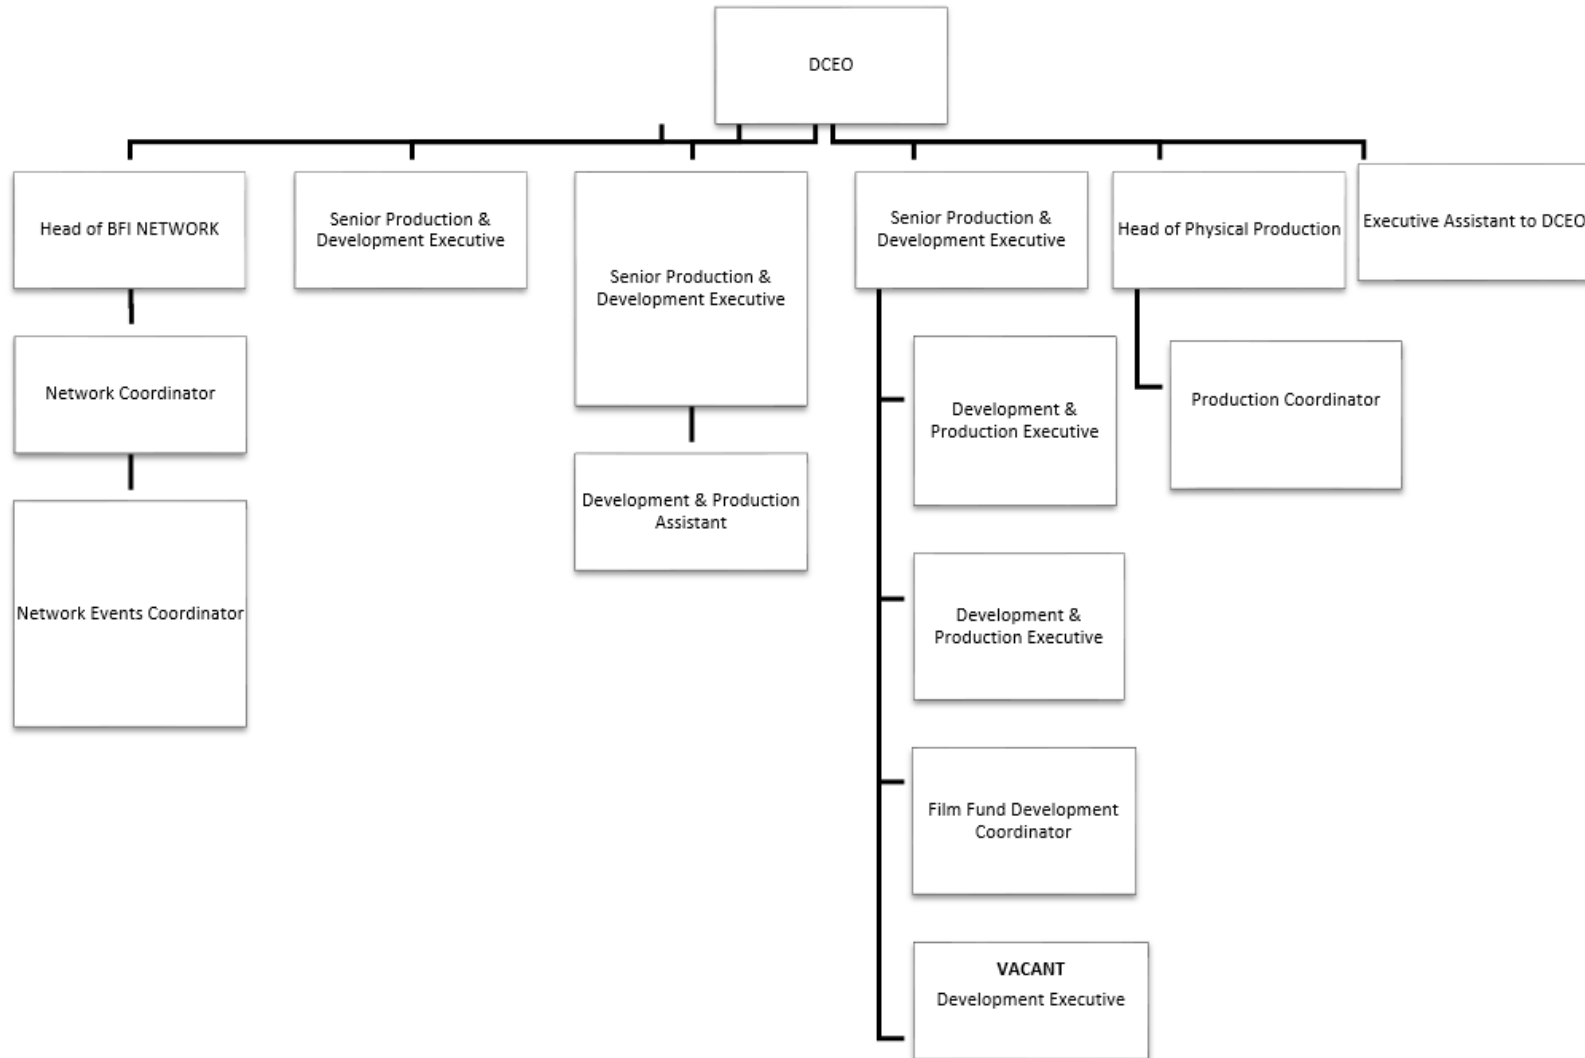 DCEO
Head of BFI NETWORK
Senior Production &
Development Executive
Senior Production &
Development Executive
Senior Production &
Development Executive
Head of Physical Production
Executive Assistant to DCEO
Network Coordinator
Development & Production
Assistant
Development &
Production Executive
Production Coordinator
Network Events Coordinator
Development &
Production Executive
Film Fund Development
Coordinator
VACANT
Development Executive